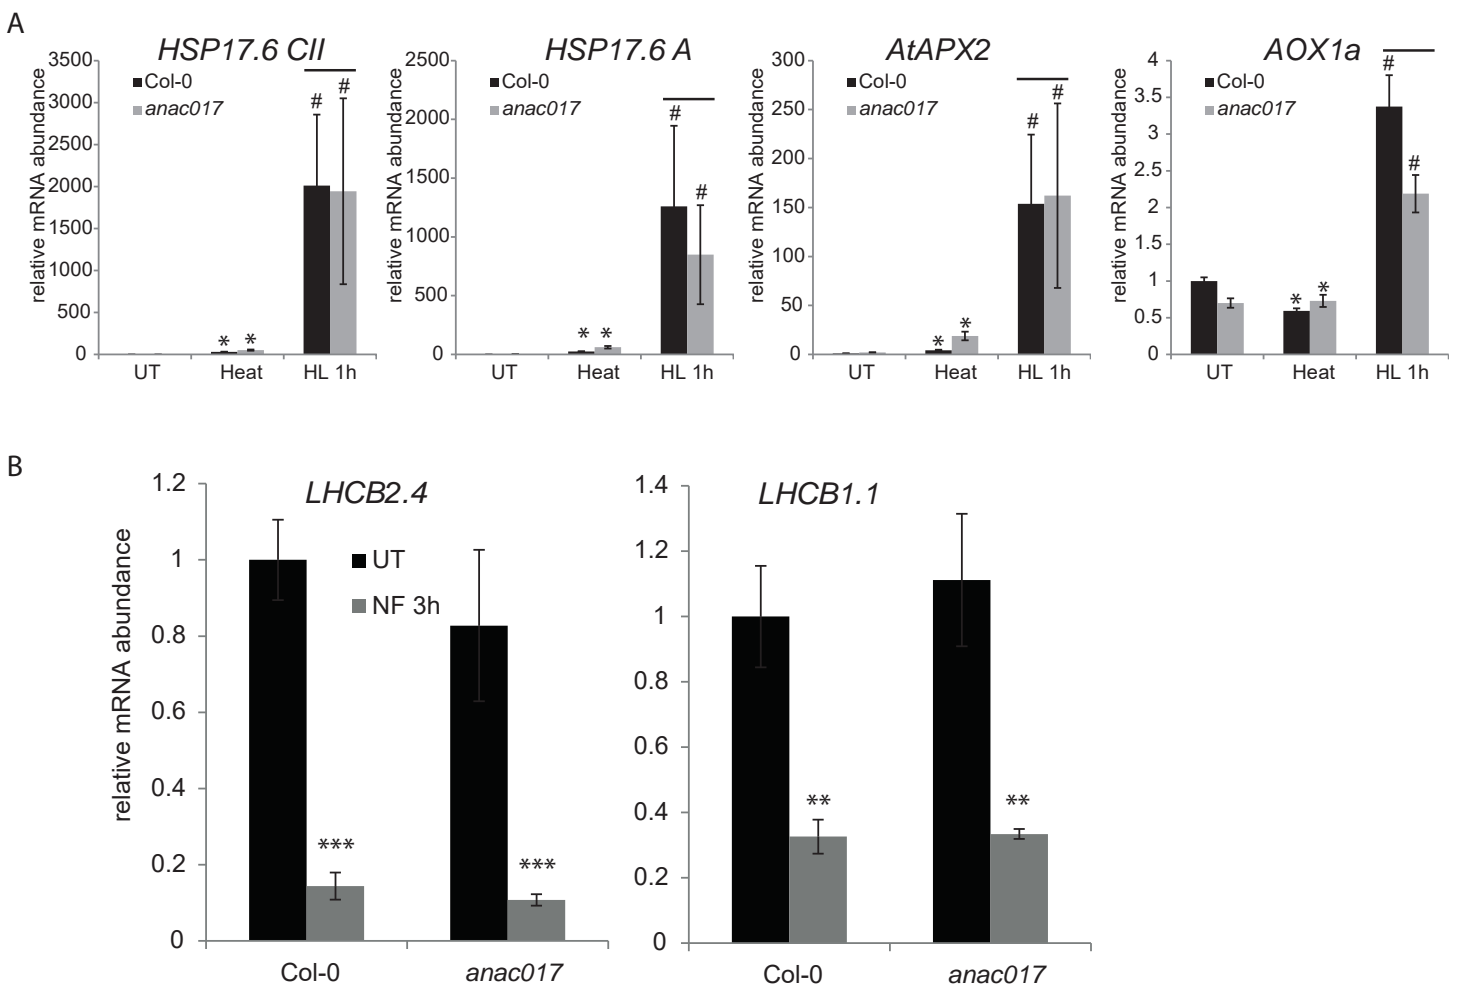 A
HSP17.6 CII
relative mRNA abundance
3500
3000
2500
2000
1500
1000
500
0
Col-0
anac017
# #
* *
UT Heat HL 1h
HSP17.6 A
relative mRNA abundance
2500
2000
1500
1000
500
0
Col-0
anac017
#
#
* *
UT Heat HL 1h
AtAPX2
relative mRNA abundance
300
250
200
150
100
50
0
Col-0
anac017
# #
* *
UT Heat HL 1h
AOX1a
relative mRNA abundance
4
3.5
3
2.5
2
1.5
1
0.5
0
Col-0
anac017
#
#
* *
UT Heat HL 1h
B
LHCB2.4
relative mRNA abundance
1.2
1
0.8
0.6
0.4
0.2
0
UT
NF 3h
***
***
Col-0 anac017
LHCB1.1
1.4
1.2
1
0.8
0.6
0.4
0.2
0
** **
Col-0 anac017